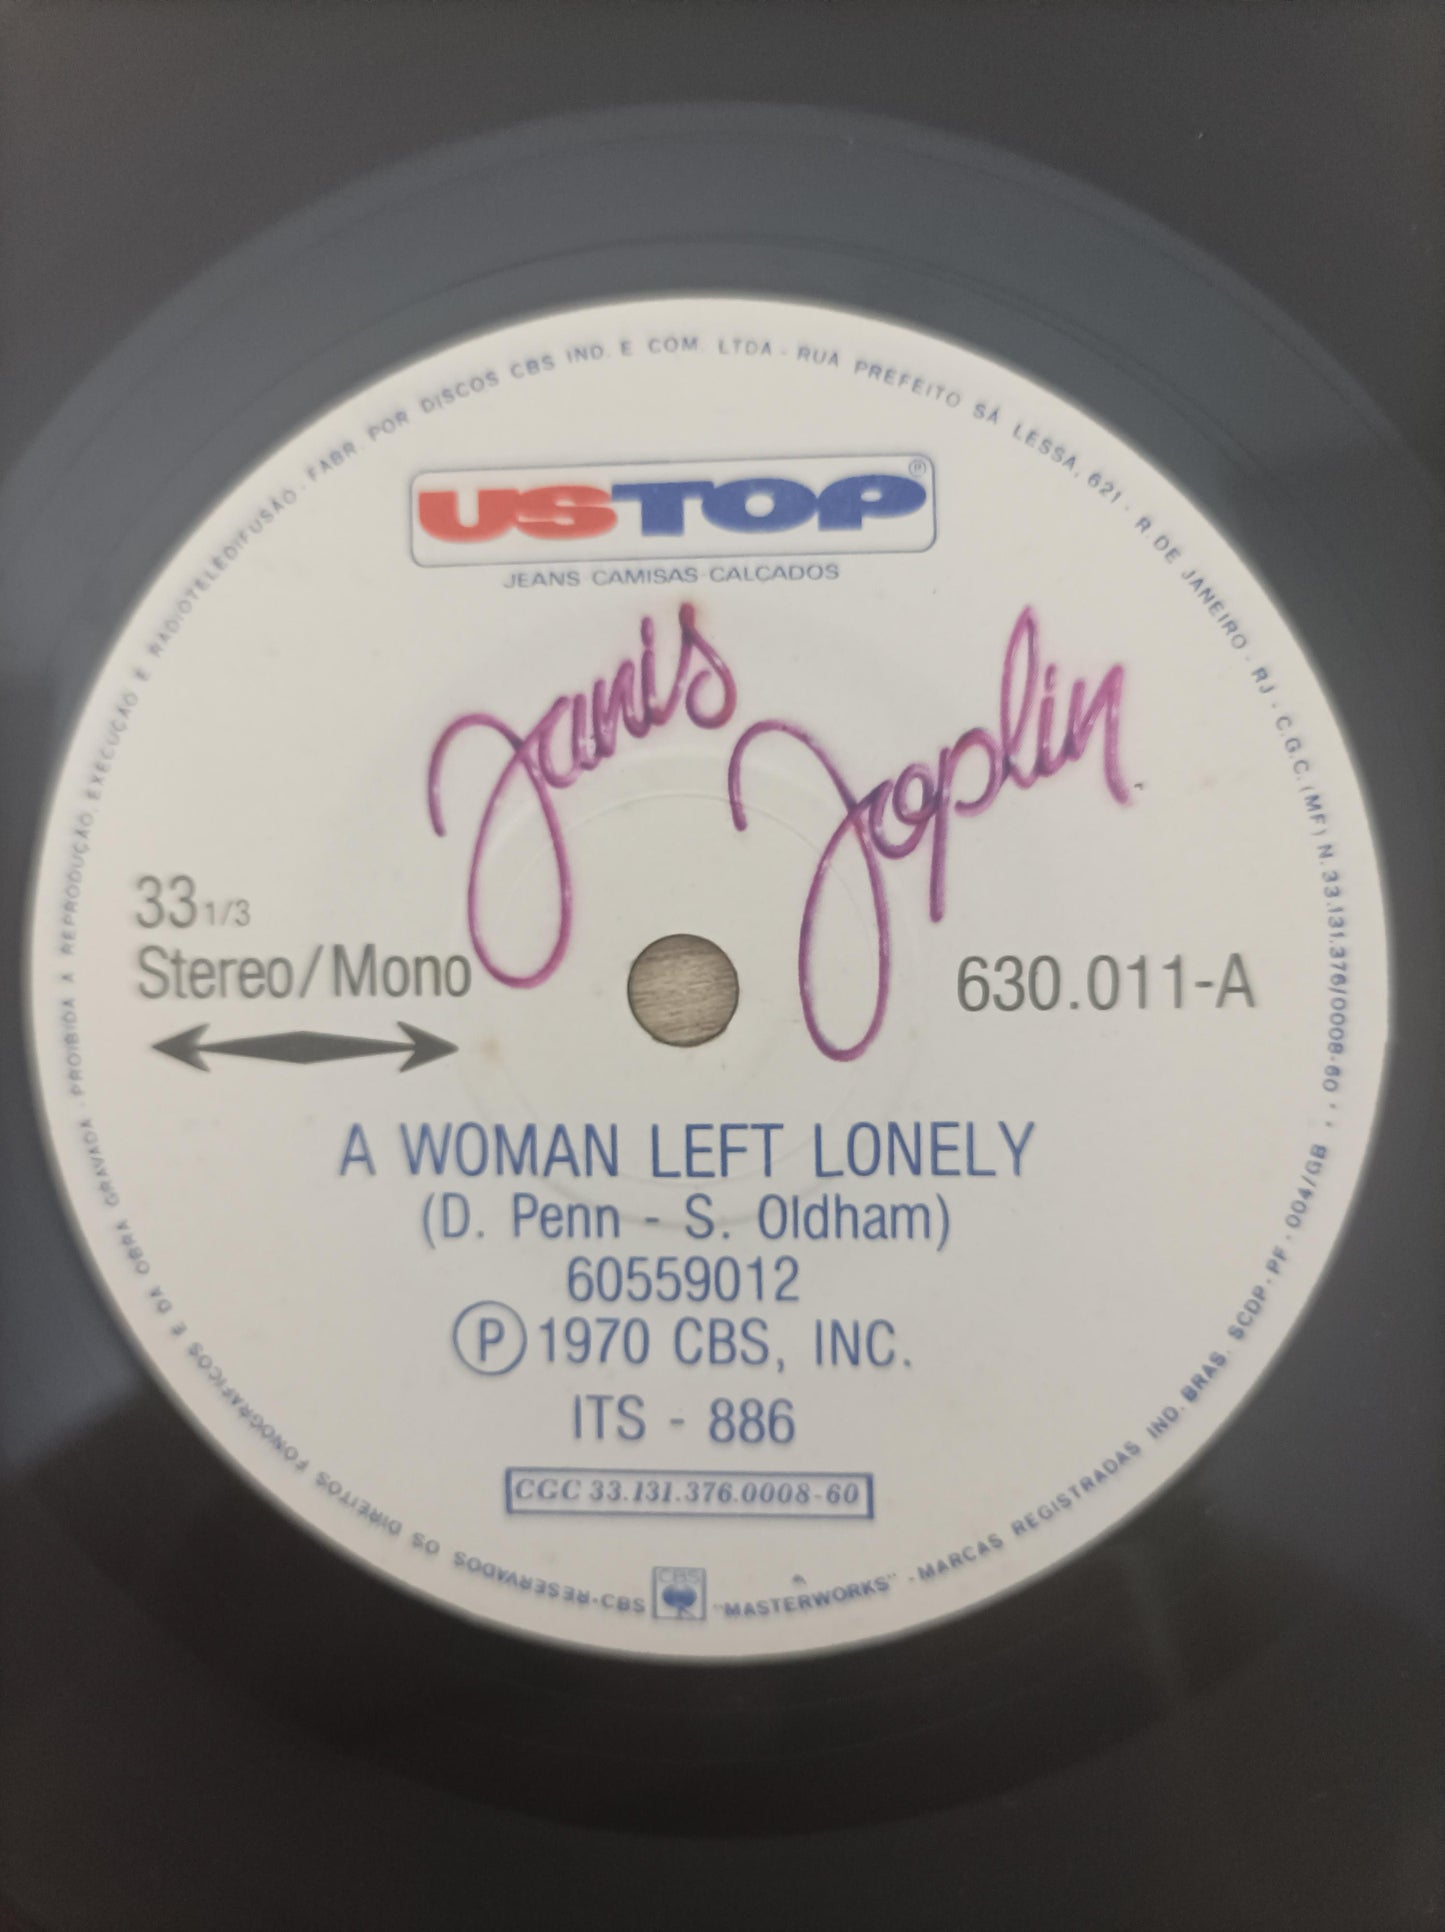 USTOP®
JEANS CAMISAS CALÇADOS
Janis Joplin
33 1/3
Stereo/Mono
630.011-A
A WOMAN LEFT LONELY
(D. Penn - S. Oldham)
60559012
Ⓟ 1970 CBS, INC.
ITS - 886
CGC 33.131.376.0008-60
RESERVADOS OS DIREITOS FONOGRÁFICOS E DA OBRA GRAVADA - PROIBIDA A REPRODUÇÃO, EXECUÇÃO E RADIOTELEDIFUSÃO - FABR. POR DISCOS CBS IND. E COM. LTDA - RUA PREFEITO SÁ LESSA, 621 - R. DE JANEIRO - RJ - C.G.C. (MF) N. 33.131.376/0008-60 - SCDP - PF - 004/GB
CBS CBS "MASTERWORKS" - MARCAS REGISTRADAS IND. BRAS.